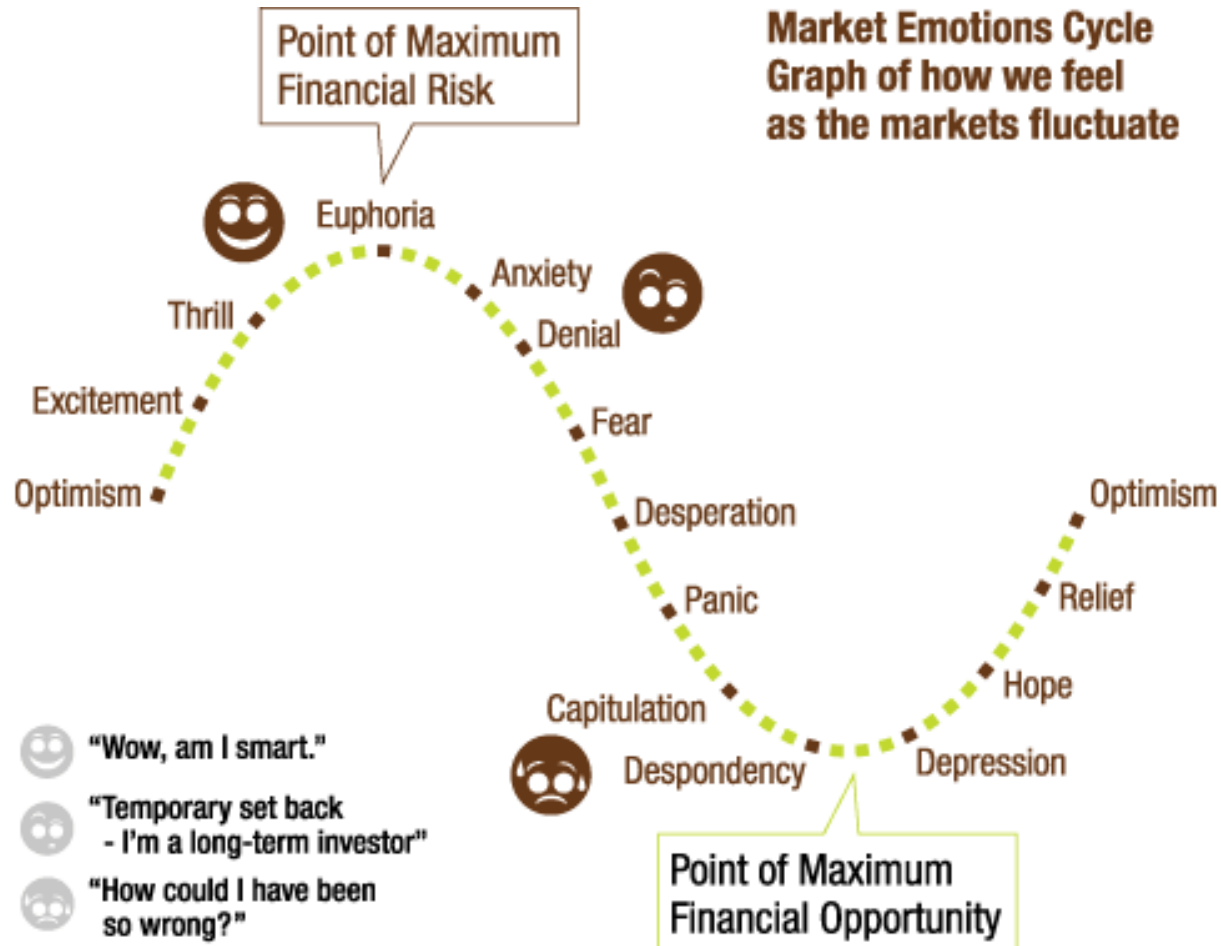 Point of Maximum
Financial Risk
Market Emotions Cycle
Graph of how we feel
as the markets fluctuate
Euphoria
Anxiety
Thrill
Denial
Excitement
Fear
Optimism
Desperation
Optimism
Panic
Relief
Hope
Capitulation
Despondency
Depression
“Wow, am I smart.”
“Temporary set back
- I’m a long-term investor”
“How could I have been
so wrong?”
Point of Maximum
Financial Opportunity